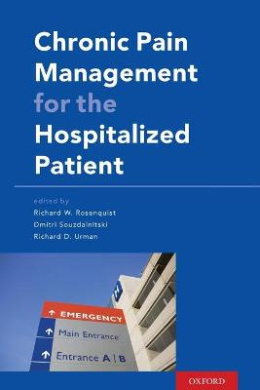 Chronic Pain
Management
for the
Hospitalized
Patient
edited by
Richard W. Rosenquist
Dmitri Souzdalnitski
Richard D. Urman
H
EMERGENCY
Main Entrance
Entrance A|B
OXFORD